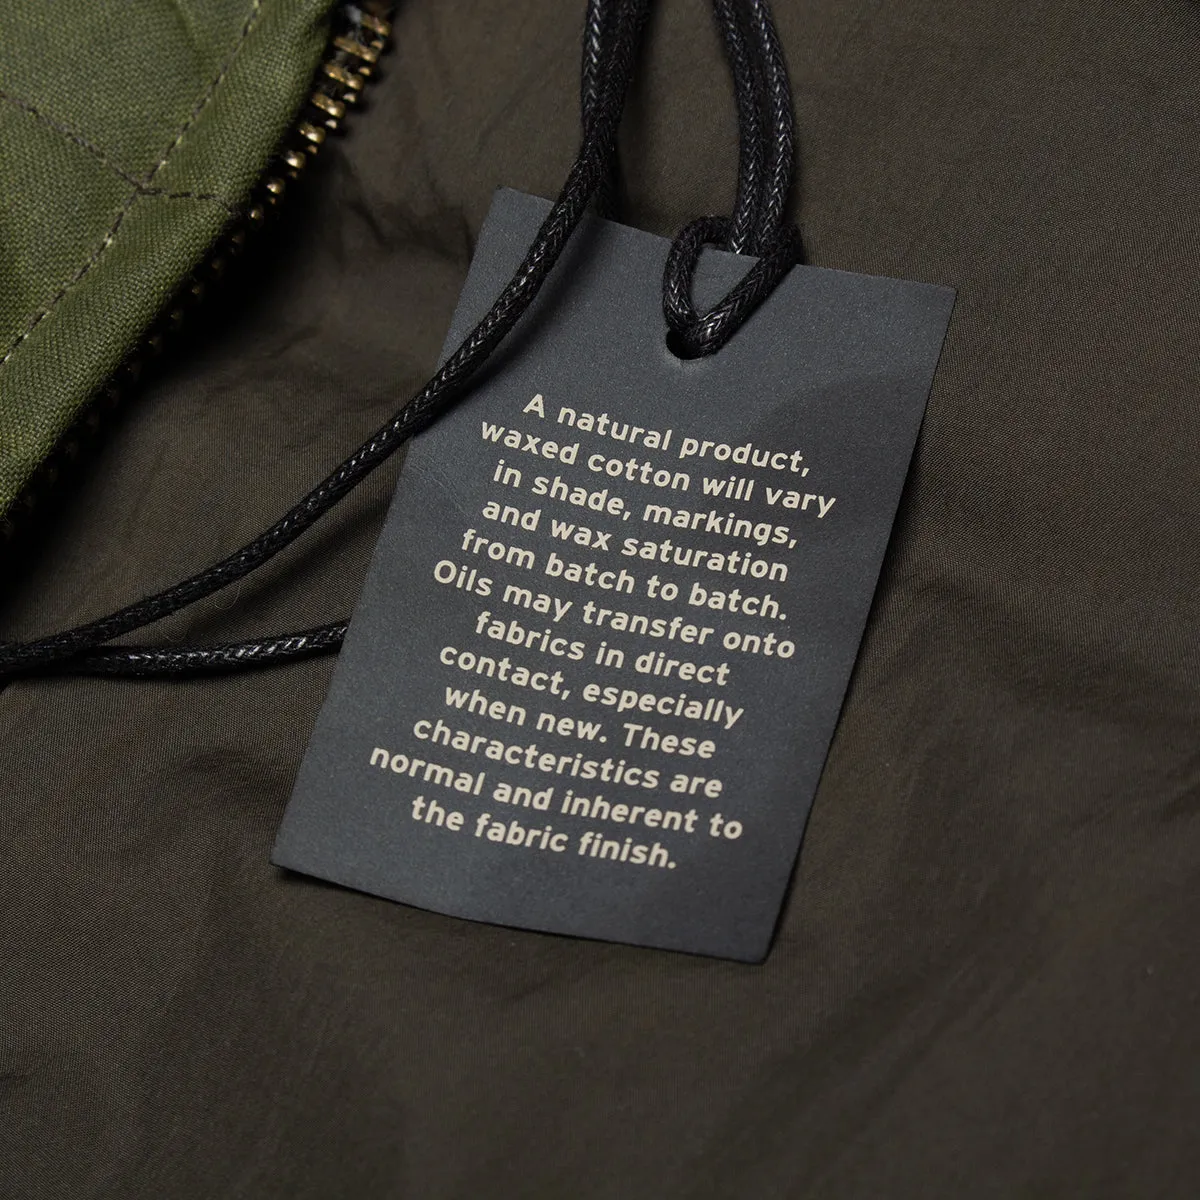 A natural product,
waxed cotton will vary
in shade, markings,
and wax saturation
from batch to batch.
Oils may transfer onto
fabrics in direct
contact, especially
when new. These
characteristics are
normal and inherent to
the fabric finish.